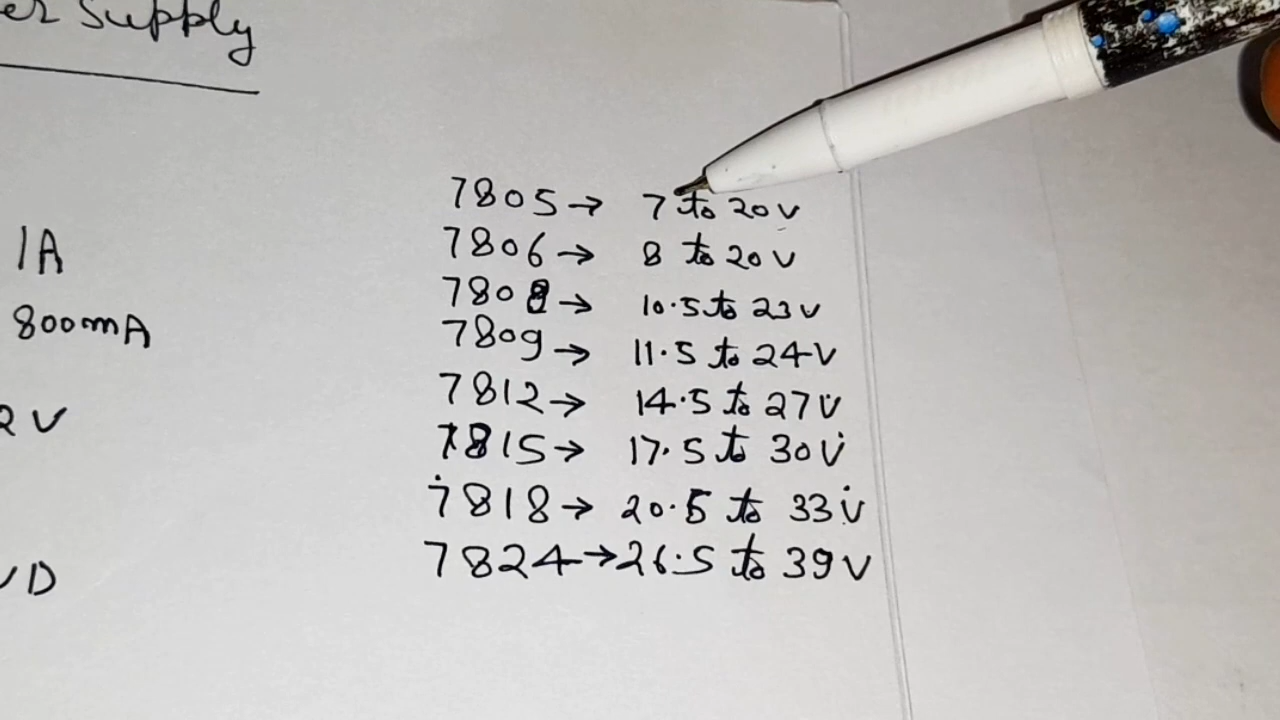 Supply
1A
800mA
2V
D
7805→ 7 to 20V
7806→ 8 to 20V
7808→ 10.5 to 23V
7809→ 11.5 to 24V
7812→ 14.5 to 27V
7815→ 17.5 to 30V
7818→ 20.5 to 33V
7824→26.5 to 39V